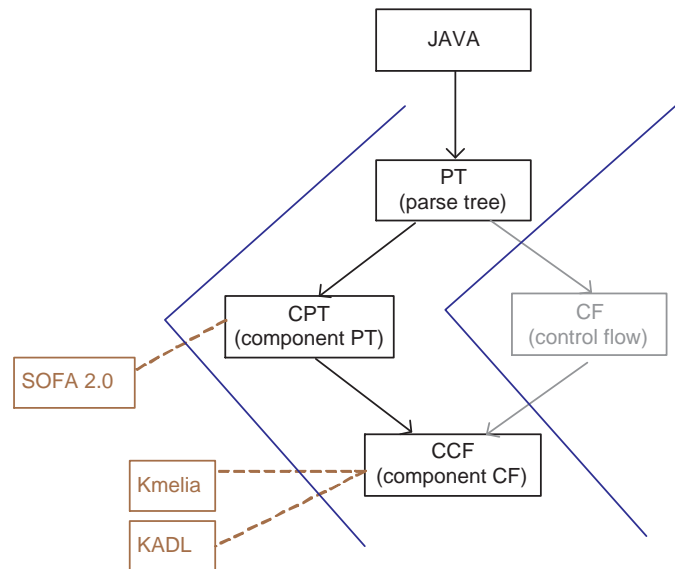 JAVA
PT
(parse tree)
CPT
(component PT)
CF
(control flow)
SOFA 2.0
CCF
(component CF)
Kmelia
KADL